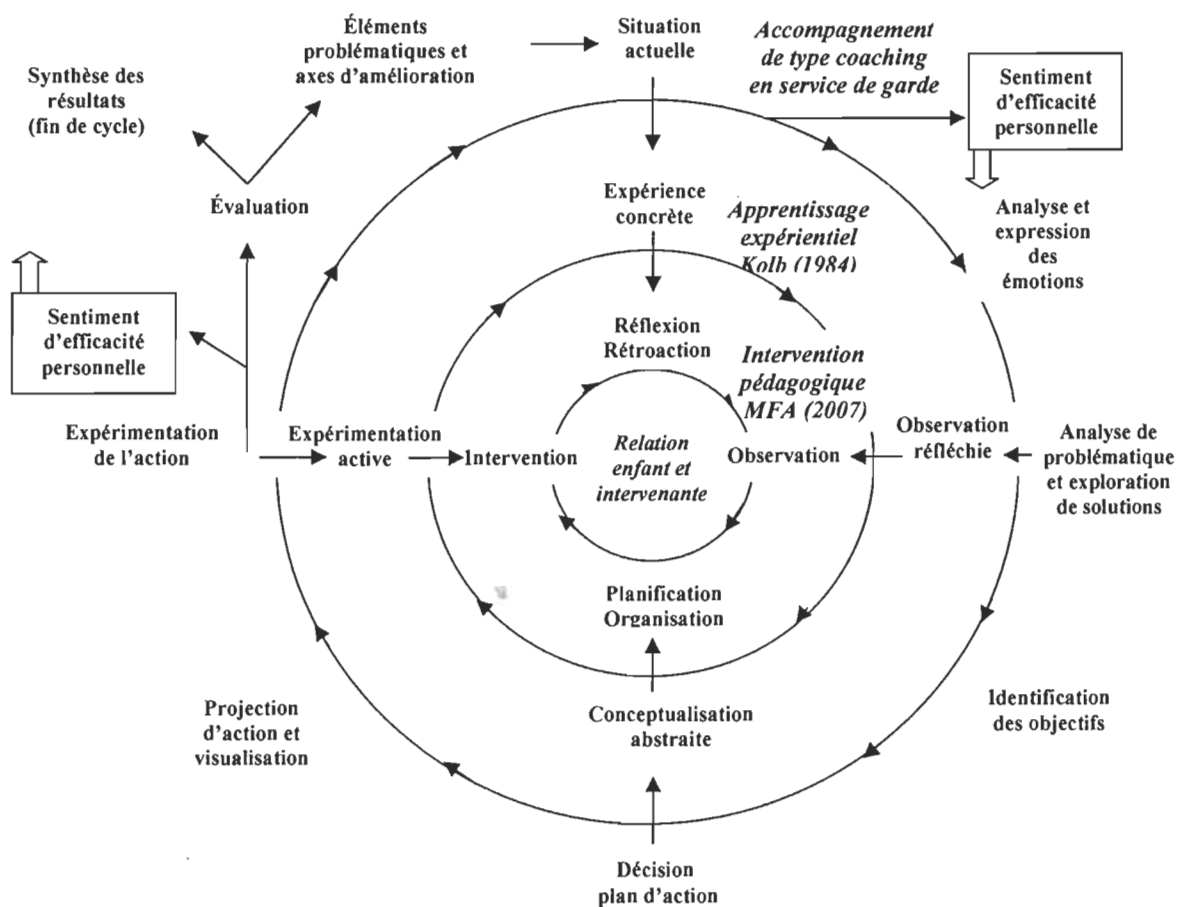 Éléments
problématiques et
axes d'amélioration
Situation
actuelle
Accompagnement
de type coaching
en service de garde
Synthèse des
résultats
(fin de cycle)
Sentiment
d'efficacité
personnelle
Évaluation
Expérience
concrète
Apprentissage
expérientiel
Kolb (1984)
Analyse et
expression
des
émotions
Sentiment
d'efficacité
personnelle
Réflexion
Rétroaction
Intervention
pédagogique
MFA (2007)
Expérimentation
de l'action
Expérimentation
active
Intervention
Relation
enfant et
intervenante
Observation
Observation
réfléchie
Analyse de
problématique
et exploration
de solutions
Planification
Organisation
Projection
d'action et
visualisation
Conceptualisation
abstraite
Identification
des objectifs
Décision
plan d'action